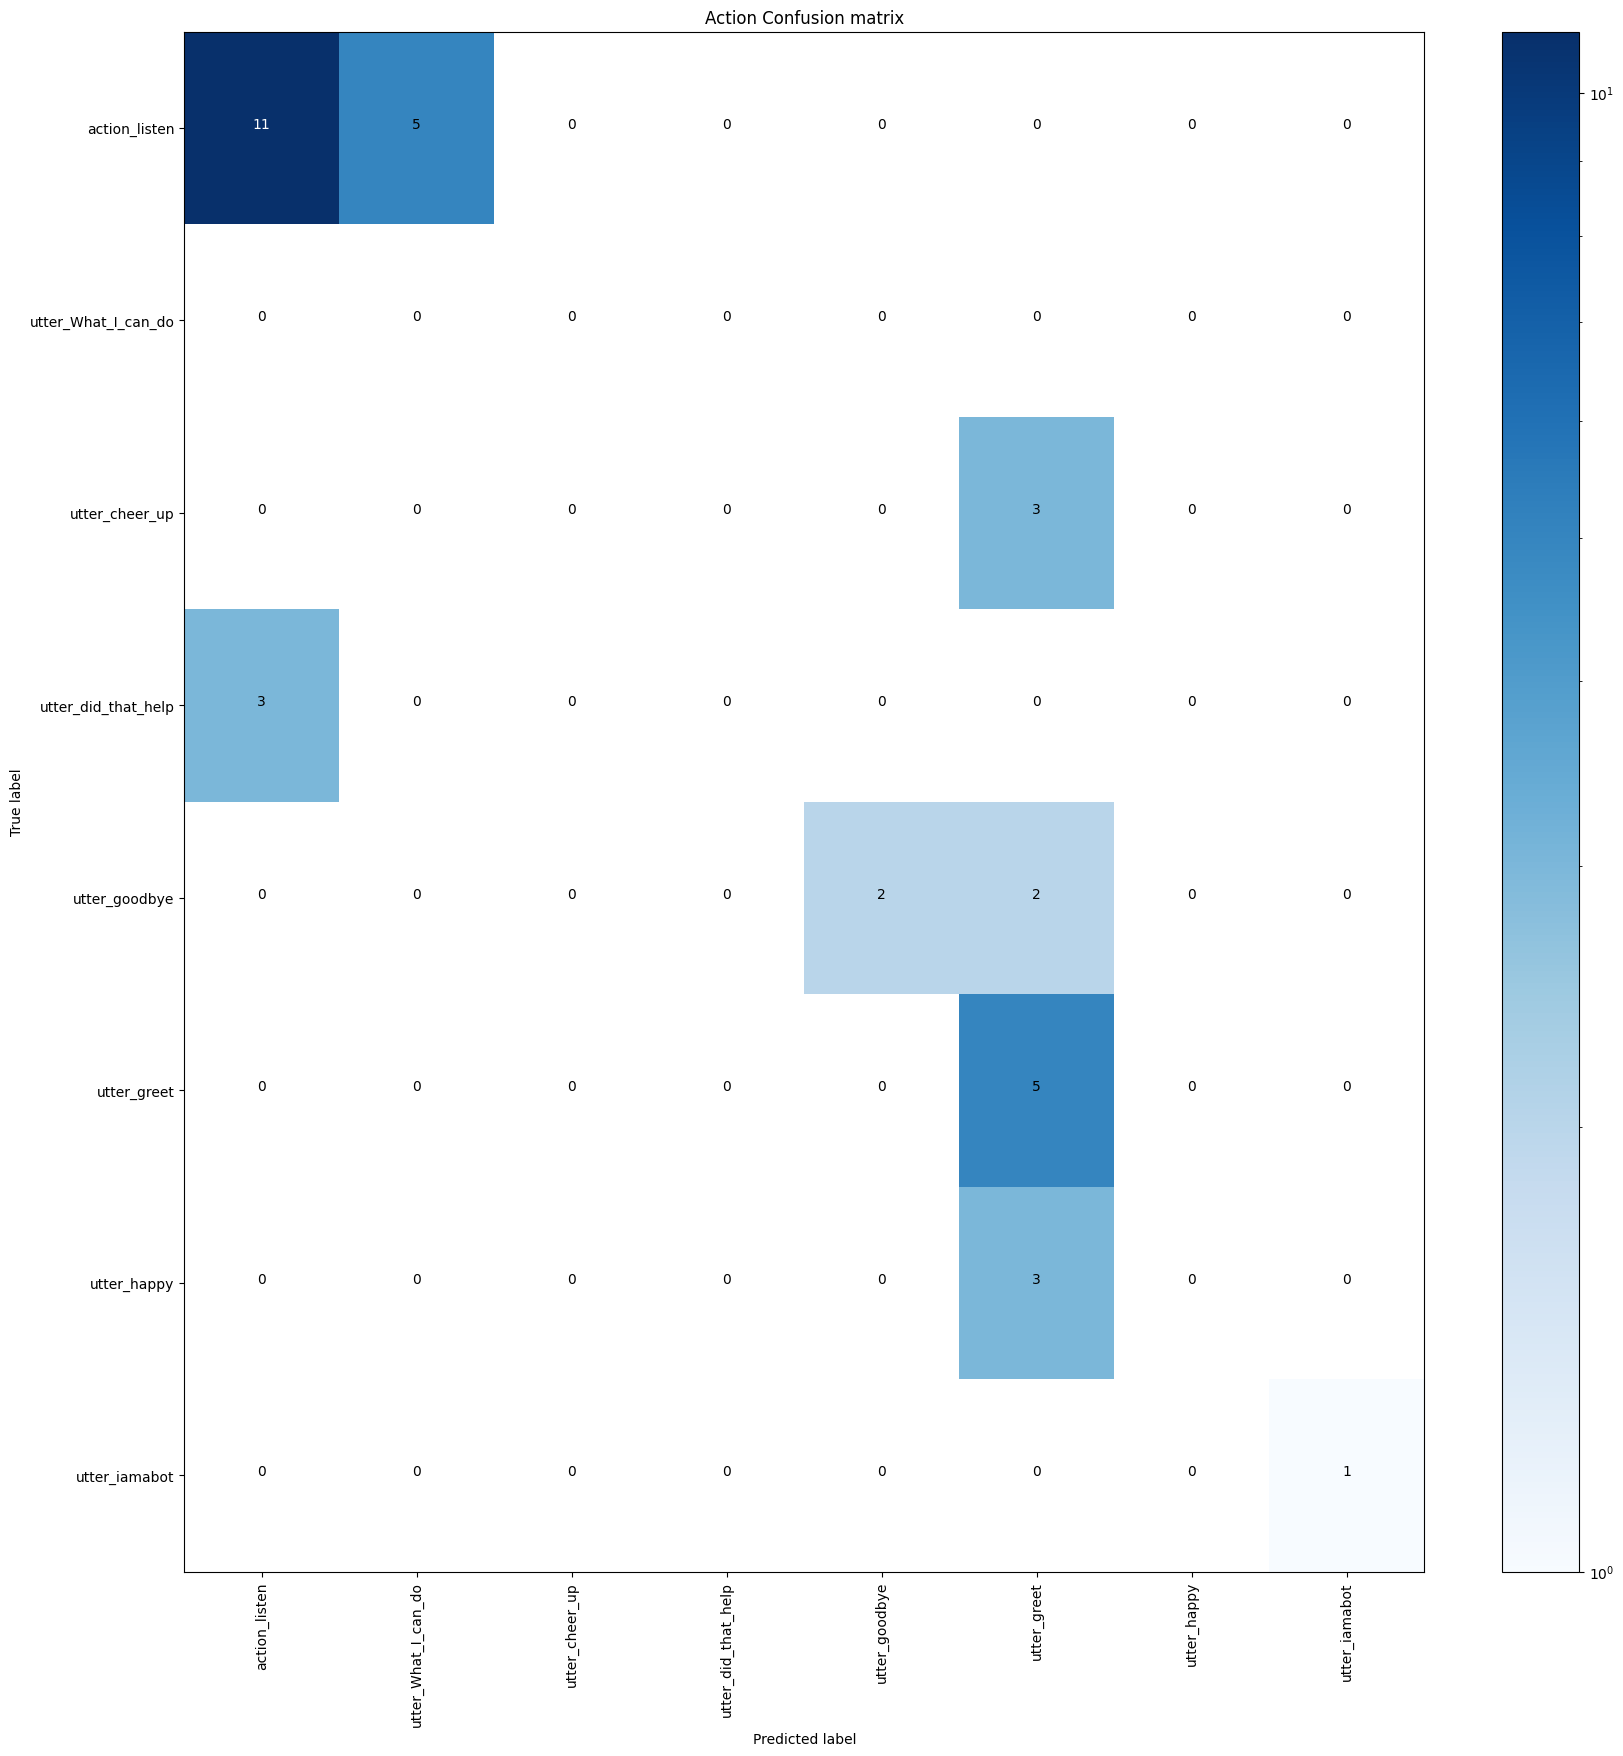 Action Confusion matrix
action_listen 11 5 0 0 0 0 0 0
utter_What_I_can_do 0 0 0 0 0 0 0 0
utter_cheer_up 0 0 0 0 0 3 0 0
utter_did_that_help 3 0 0 0 0 0 0 0
utter_goodbye 0 0 0 0 2 2 0 0
utter_greet 0 0 0 0 0 5 0 0
utter_happy 0 0 0 0 0 3 0 0
utter_iamabot 0 0 0 0 0 0 0 1
True label
action_listen
utter_What_I_can_do
utter_cheer_up
utter_did_that_help
utter_goodbye
utter_greet
utter_happy
utter_iamabot
Predicted label
10¹
10⁰